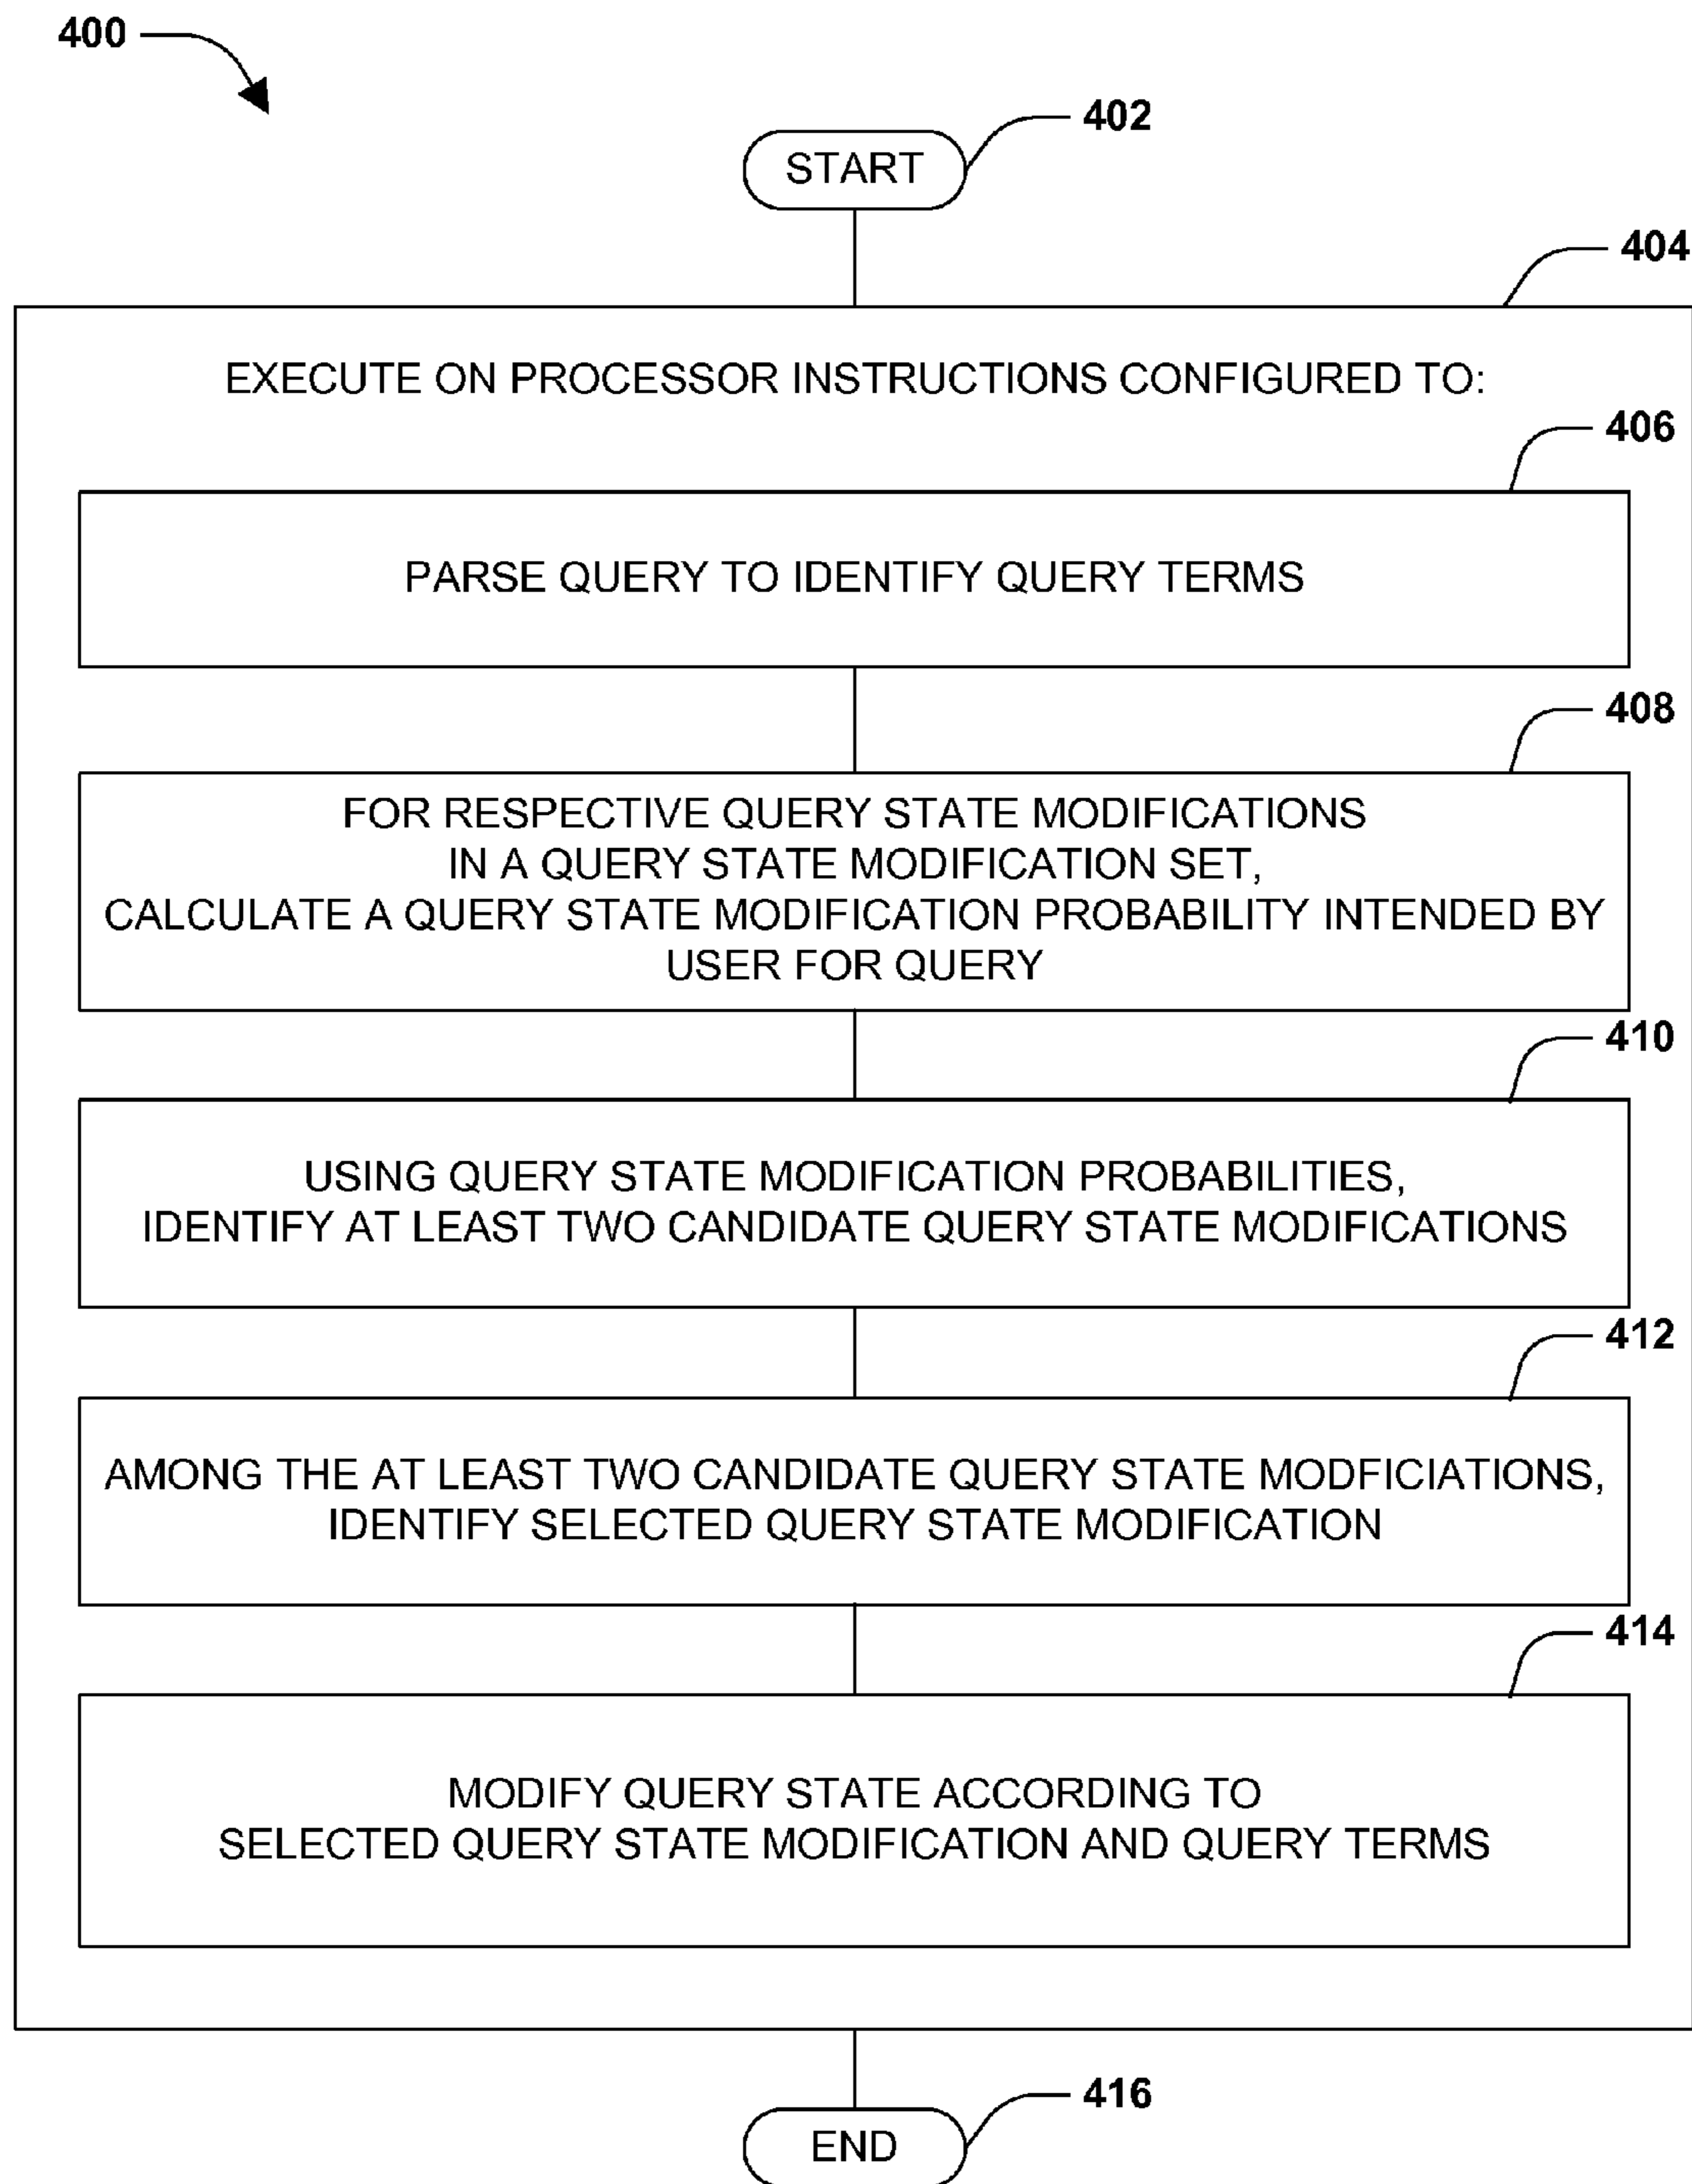 400
402
START
404
EXECUTE ON PROCESSOR INSTRUCTIONS CONFIGURED TO:
406
PARSE QUERY TO IDENTIFY QUERY TERMS
408
FOR RESPECTIVE QUERY STATE MODIFICATIONS
IN A QUERY STATE MODIFICATION SET,
CALCULATE A QUERY STATE MODIFICATION PROBABILITY INTENDED BY
USER FOR QUERY
410
USING QUERY STATE MODIFICATION PROBABILITIES,
IDENTIFY AT LEAST TWO CANDIDATE QUERY STATE MODIFICATIONS
412
AMONG THE AT LEAST TWO CANDIDATE QUERY STATE MODFICIATIONS,
IDENTIFY SELECTED QUERY STATE MODIFICATION
414
MODIFY QUERY STATE ACCORDING TO
SELECTED QUERY STATE MODIFICATION AND QUERY TERMS
416
END